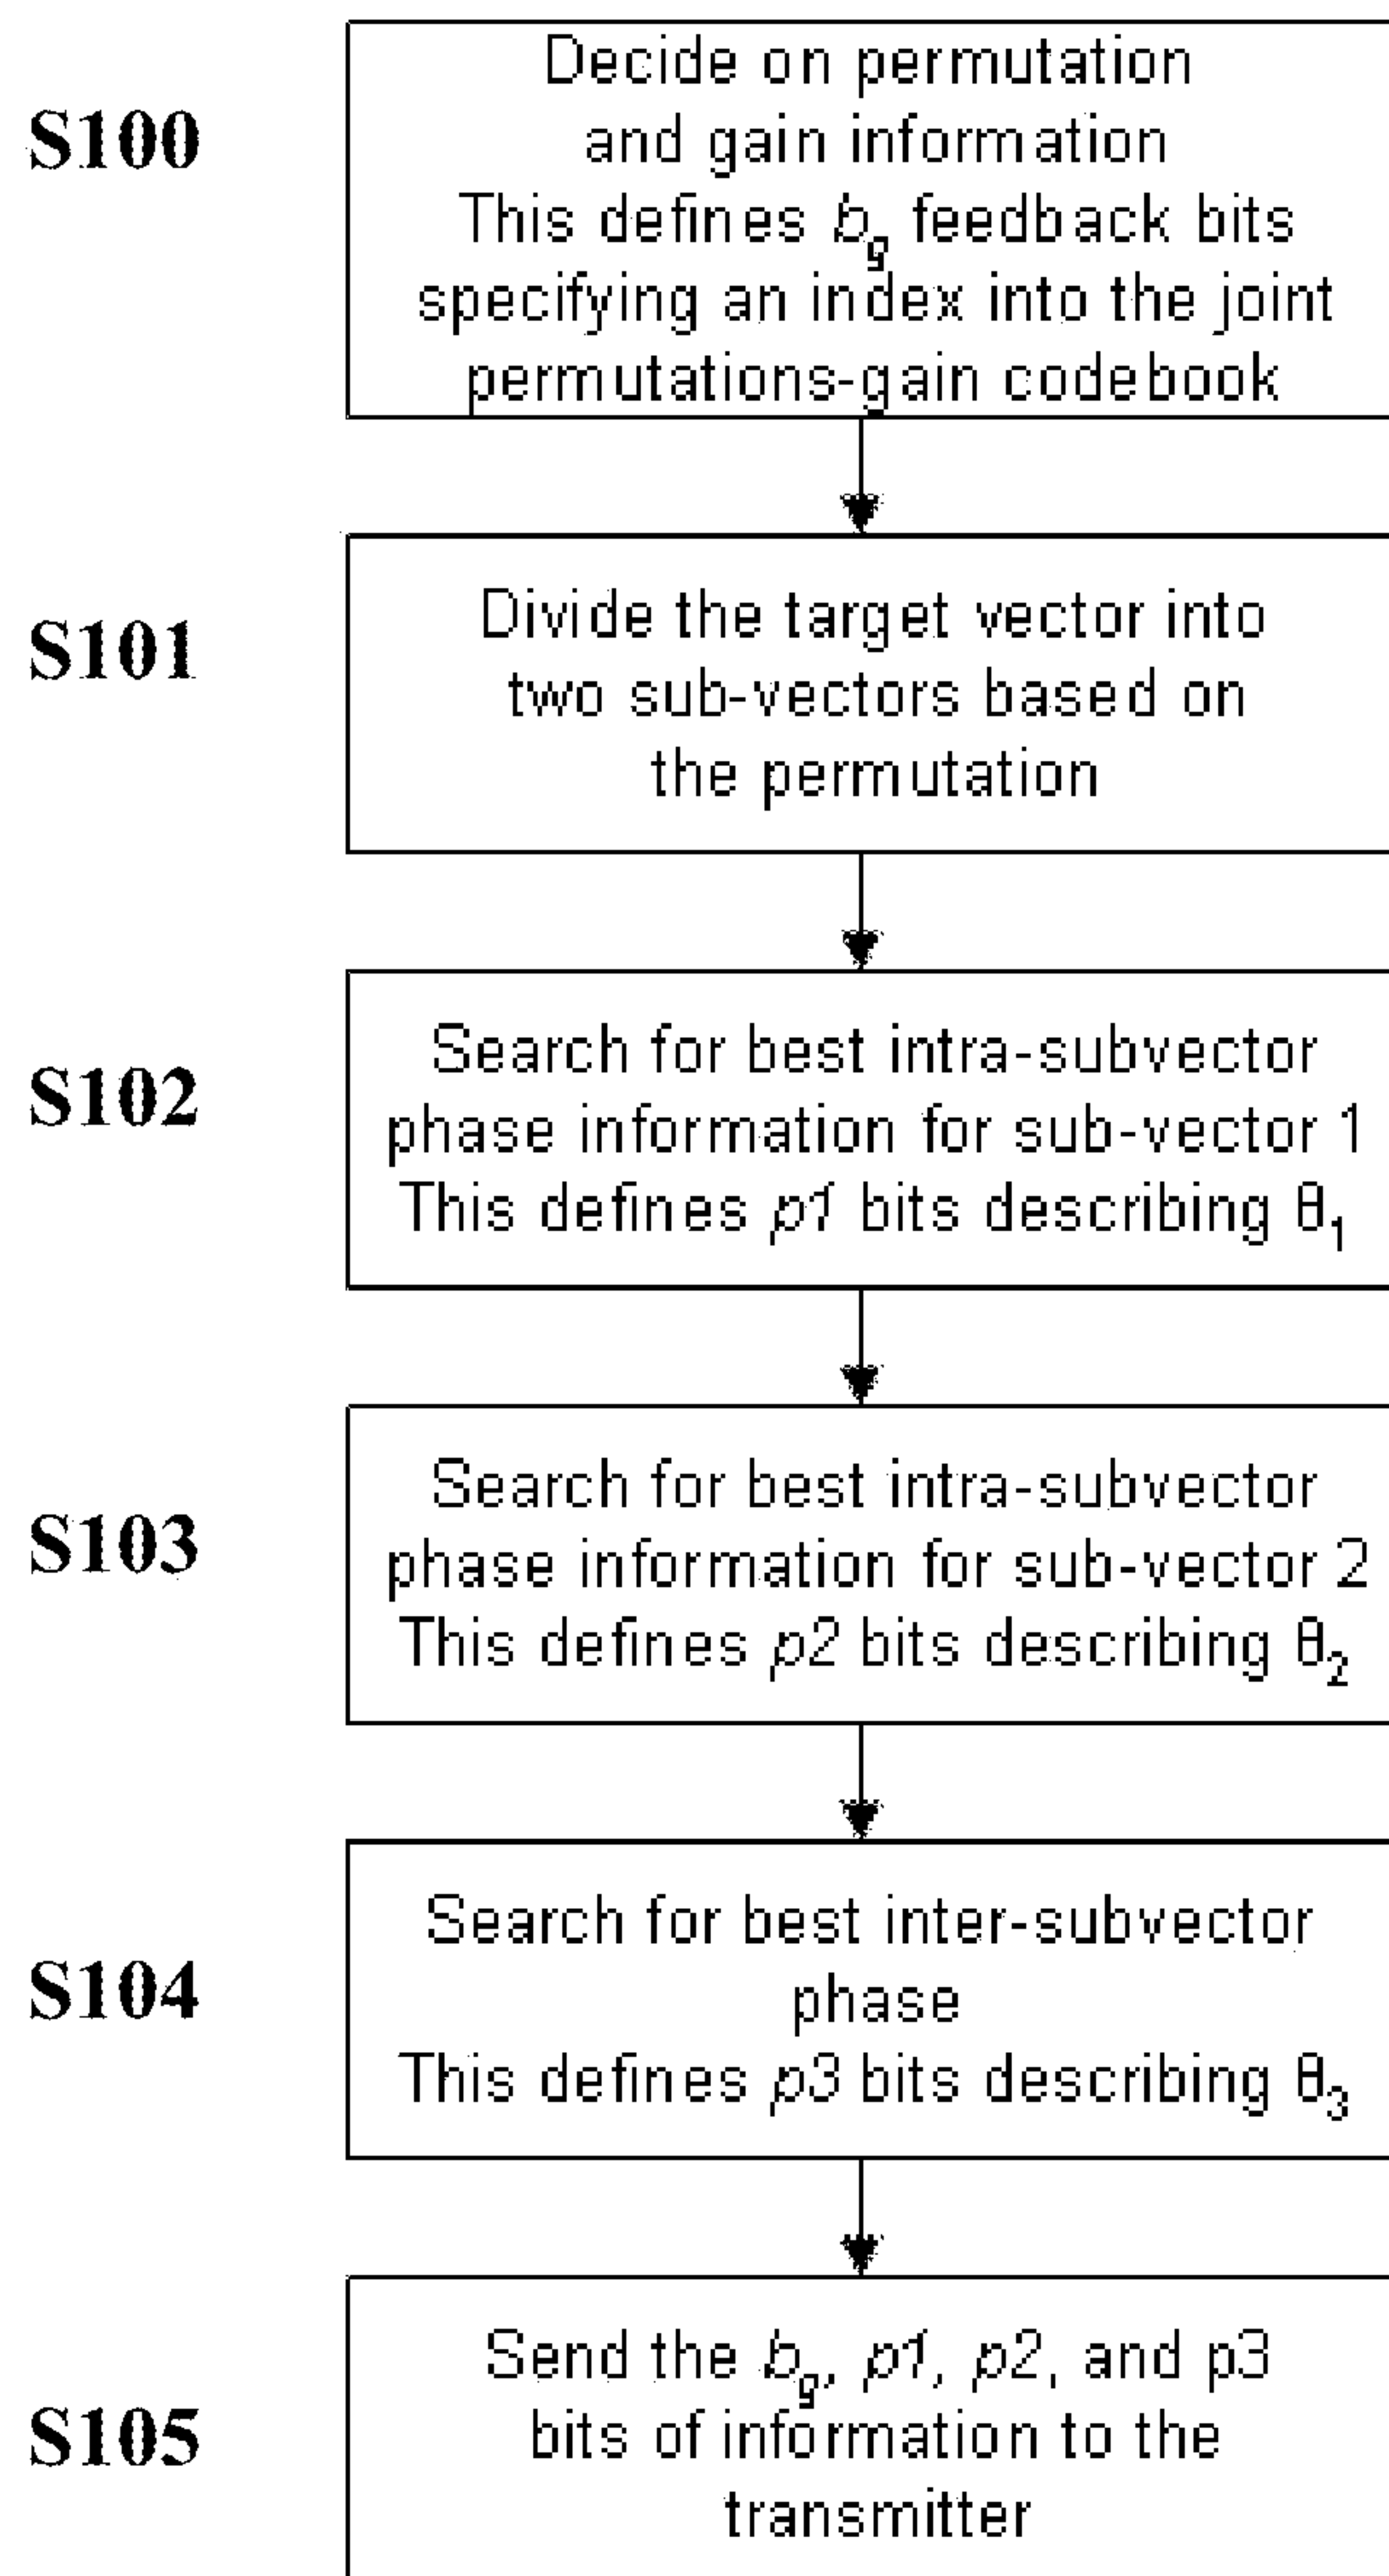 S100
Decide on permutation
and gain information
This defines b_g feedback bits
specifying an index into the joint
permutations-gain codebook
S101
Divide the target vector into
two sub-vectors based on
the permutation
S102
Search for best intra-subvector
phase information for sub-vector 1
This defines p1 bits describing θ₁
S103
Search for best intra-subvector
phase information for sub-vector 2
This defines p2 bits describing θ₂
S104
Search for best inter-subvector
phase
This defines p3 bits describing θ₃
S105
Send the b_g, p1, p2, and p3
bits of information to the
transmitter